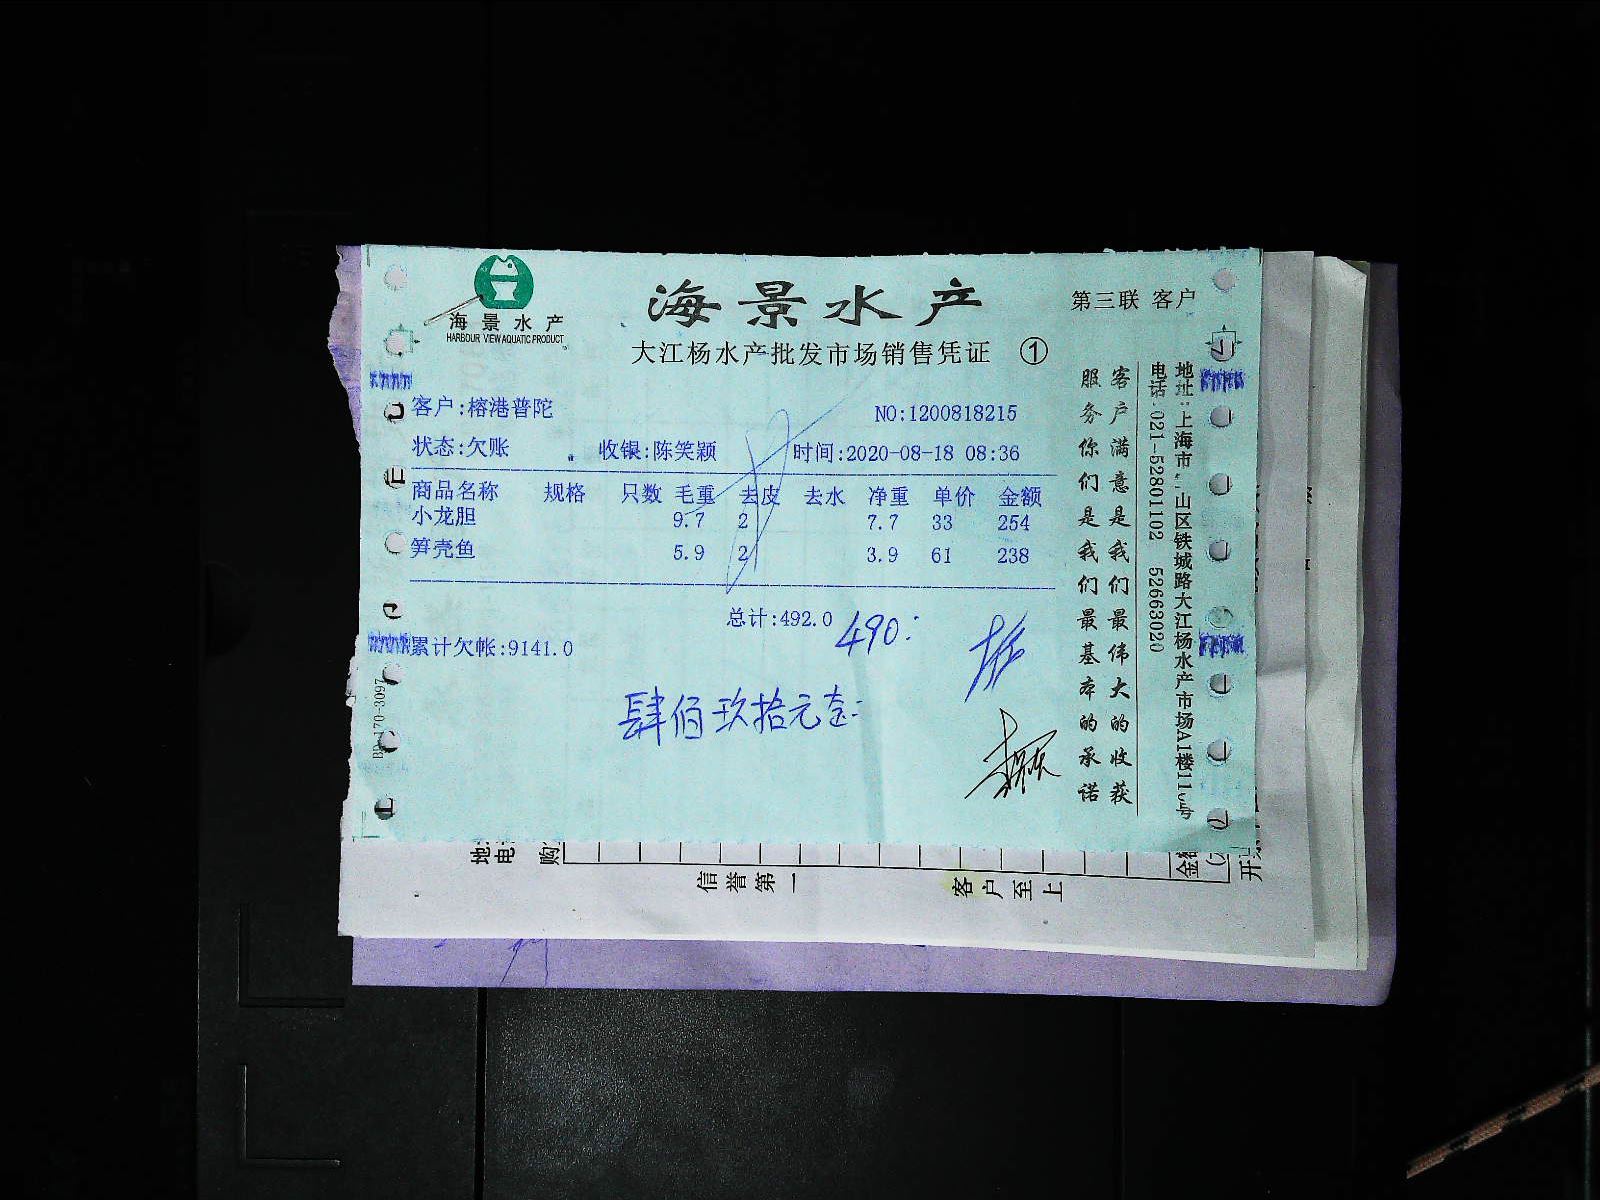 海景水产
HARBOUR VIEW AQUATIC PRODUCT
海景水产
大江杨水产批发市场销售凭证 ①
第三联 客户
客户:榕港普陀
NO:1200818215
状态:欠账 收银:陈笑颖 时间:2020-08-18 08:36
商品名称 规格 只数 毛重 去皮 去水 净重 单价 金额
小龙胆 9.7 2 7.7 33 254
笋壳鱼 5.9 2 3.9 61 238
总计:492.0
490:
累计欠帐:9141.0
肆佰玖拾元
客户满意是我们最伟大的收获
服务你们是我们最基本的承诺
地址:上海市 山区铁城路大江杨水产市场A1楼
电话:021-52801102 52663020
地:
电:
购
金额
信誉第一
客户至上